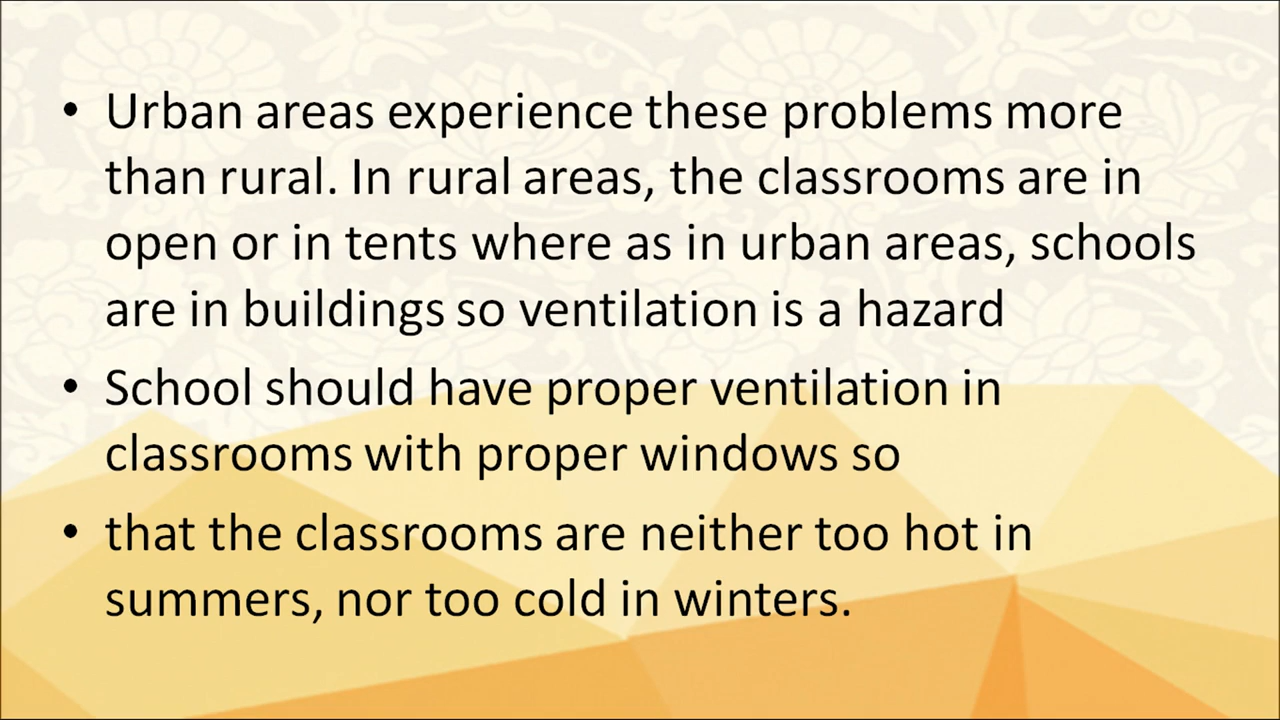 • Urban areas experience these problems more
than rural. In rural areas, the classrooms are in
open or in tents where as in urban areas, schools
are in buildings so ventilation is a hazard
• School should have proper ventilation in
classrooms with proper windows so
• that the classrooms are neither too hot in
summers, nor too cold in winters.